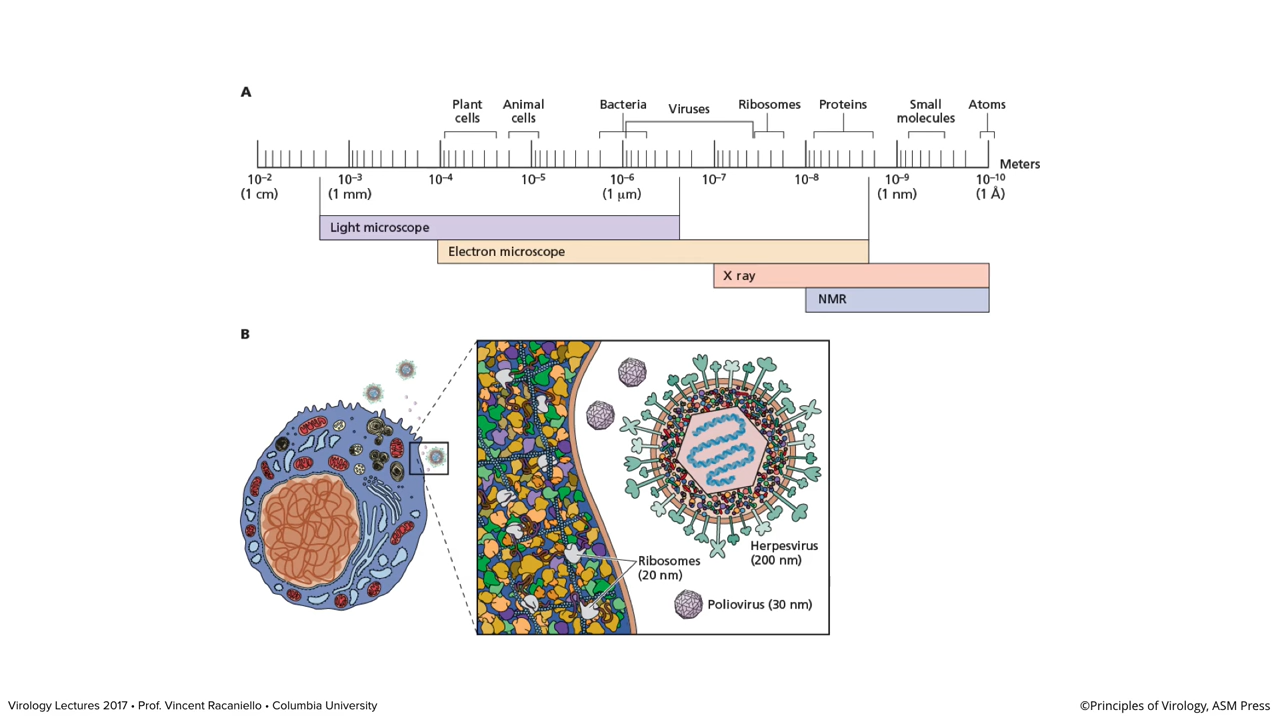 A
Plant cells
Animal cells
Bacteria
Viruses
Ribosomes
Proteins
Small molecules
Atoms
Meters
10⁻²
(1 cm)
10⁻³
(1 mm)
10⁻⁴
10⁻⁵
10⁻⁶
(1 μm)
10⁻⁷
10⁻⁸
10⁻⁹
(1 nm)
10⁻¹⁰
(1 Å)
Light microscope
Electron microscope
X ray
NMR
B
Herpesvirus
(200 nm)
Ribosomes
(20 nm)
Poliovirus (30 nm)
Virology Lectures 2017 • Prof. Vincent Racaniello • Columbia University
©Principles of Virology, ASM Press